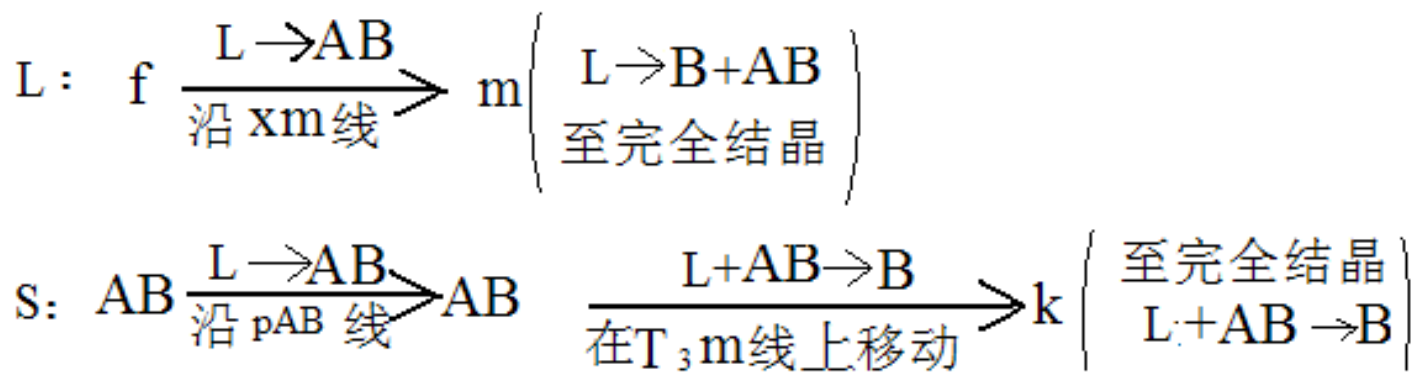 L → AB
L： f ⟶ m ( L → B+AB
沿 xm线 至完全结晶 )
L → AB L+AB → B 至完全结晶
S： AB ⟶ AB ⟶ k ( L+AB → B )
沿 pAB 线 在T₃m线上移动